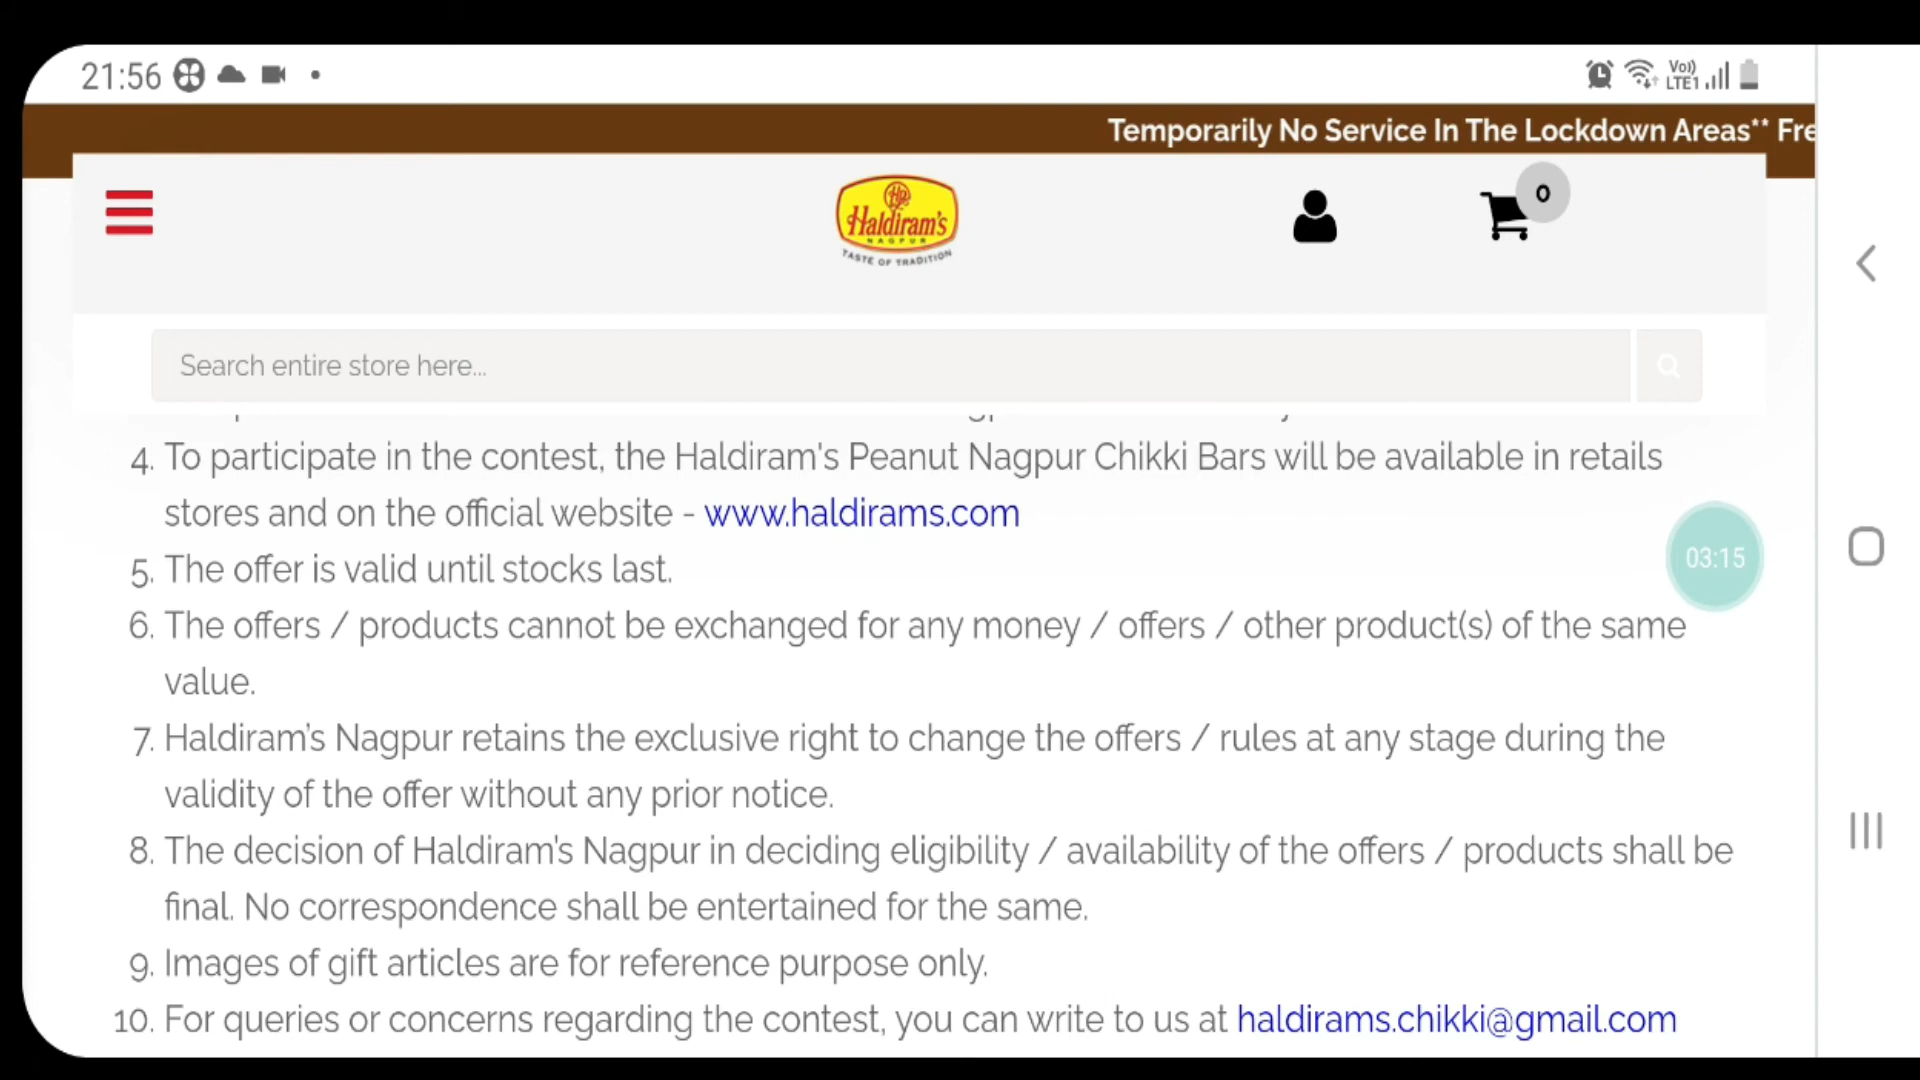 21:56
Vo)) LTE1
Temporarily No Service In The Lockdown Areas** Fre
Haldiram's
NAGPUR
TASTE OF TRADITION
0
Search entire store here...
4. To participate in the contest, the Haldiram's Peanut Nagpur Chikki Bars will be available in retails
stores and on the official website - www.haldirams.com
5. The offer is valid until stocks last.
03:15
6. The offers / products cannot be exchanged for any money / offers / other product(s) of the same
value.
7. Haldiram's Nagpur retains the exclusive right to change the offers / rules at any stage during the
validity of the offer without any prior notice.
8. The decision of Haldiram's Nagpur in deciding eligibility / availability of the offers / products shall be
final. No correspondence shall be entertained for the same.
9. Images of gift articles are for reference purpose only.
10. For queries or concerns regarding the contest, you can write to us at haldirams.chikki@gmail.com